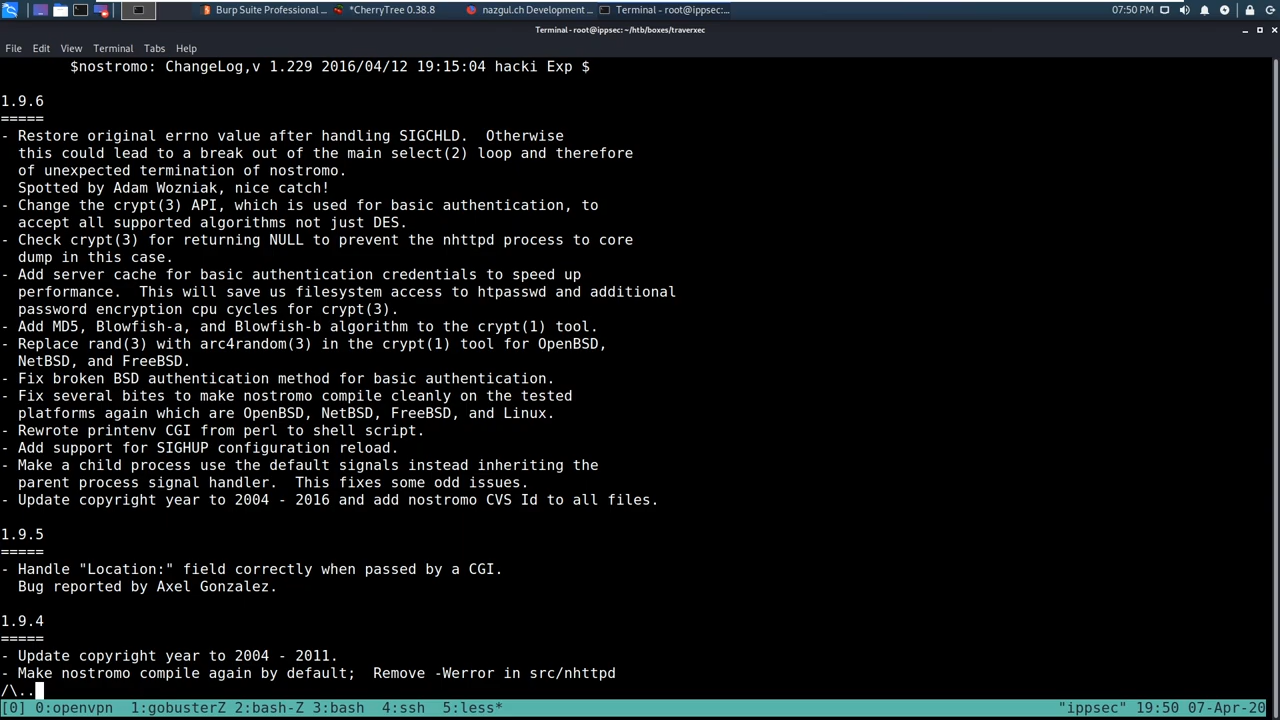 Burp Suite Professional ... *CherryTree 0.38.8 nazgul.ch Development ... Terminal - root@ippsec:... 07:50 PM
Terminal - root@ippsec: ~/htb/boxes/traverxec
File Edit View Terminal Tabs Help
$nostromo: ChangeLog,v 1.229 2016/04/12 19:15:04 hacki Exp $
1.9.6
=====
- Restore original errno value after handling SIGCHLD.  Otherwise
this could lead to a break out of the main select(2) loop and therefore
of unexpected termination of nostromo.
Spotted by Adam Wozniak, nice catch!
- Change the crypt(3) API, which is used for basic authentication, to
accept all supported algorithms not just DES.
- Check crypt(3) for returning NULL to prevent the nhttpd process to core
dump in this case.
- Add server cache for basic authentication credentials to speed up
performance.  This will save us filesystem access to htpasswd and additional
password encryption cpu cycles for crypt(3).
- Add MD5, Blowfish-a, and Blowfish-b algorithm to the crypt(1) tool.
- Replace rand(3) with arc4random(3) in the crypt(1) tool for OpenBSD,
NetBSD, and FreeBSD.
- Fix broken BSD authentication method for basic authentication.
- Fix several bites to make nostromo compile cleanly on the tested
platforms again which are OpenBSD, NetBSD, FreeBSD, and Linux.
- Rewrote printenv CGI from perl to shell script.
- Add support for SIGHUP configuration reload.
- Make a child process use the default signals instead inheriting the
parent process signal handler.  This fixes some odd issues.
- Update copyright year to 2004 - 2016 and add nostromo CVS Id to all files.
1.9.5
=====
- Handle "Location:" field correctly when passed by a CGI.
Bug reported by Axel Gonzalez.
1.9.4
=====
- Update copyright year to 2004 - 2011.
- Make nostromo compile again by default;  Remove -Werror in src/nhttpd
/\..
[0] 0:openvpn  1:gobusterZ 2:bash-Z 3:bash  4:ssh  5:less* "ippsec" 19:50 07-Apr-20